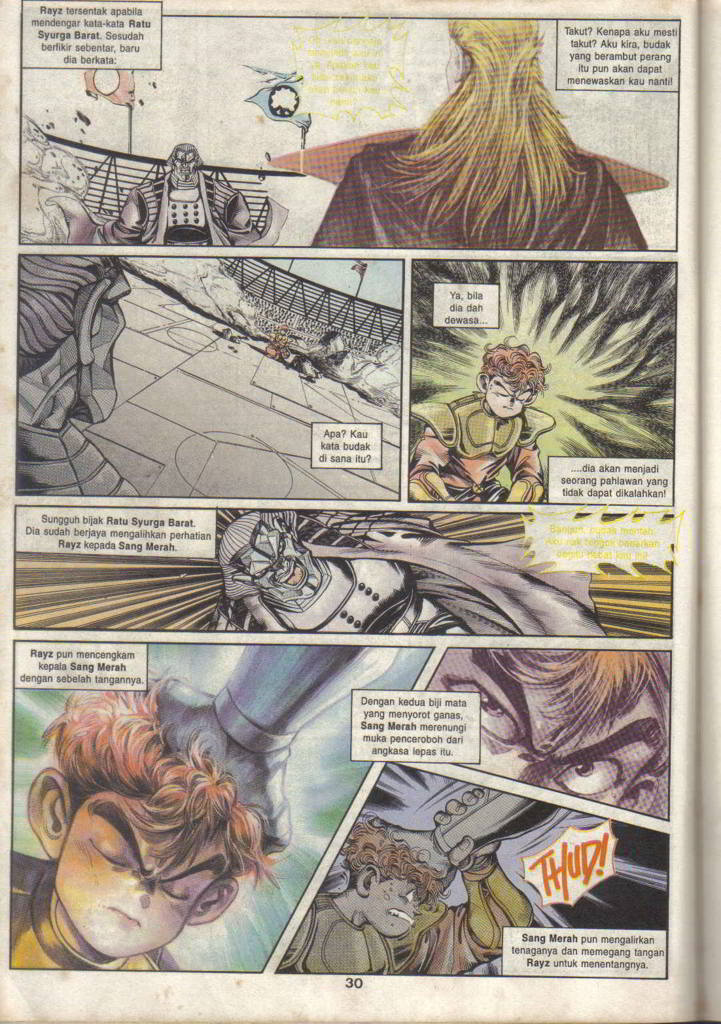 Rayz tersentak apabila
mendengar kata-kata Ratu
Syurga Barat. Sesudah
berfikir sebentar, baru
dia berkata:
Takut? Kenapa aku mesti
takut? Aku kira, budak
yang berambut perang
itu pun akan dapat
menewaskan kau nanti!
Apa? Kau
kata budak
di sana itu?
Ya, bila
dia dah
dewasa...
....dia akan menjadi
seorang pahlawan yang
tidak dapat dikalahkan!
Sungguh bijak Ratu Syurga Barat.
Dia sudah berjaya mengalihkan perhatian
Rayz kepada Sang Merah.
Rayz pun mencengkam
kepala Sang Merah
dengan sebelah tangannya.
Dengan kedua biji mata
yang menyorot ganas,
Sang Merah merenungi
muka penceroboh dari
angkasa lepas itu.
THUD!
Sang Merah pun mengalirkan
tenaganya dan memegang tangan
Rayz untuk menentangnya.
30